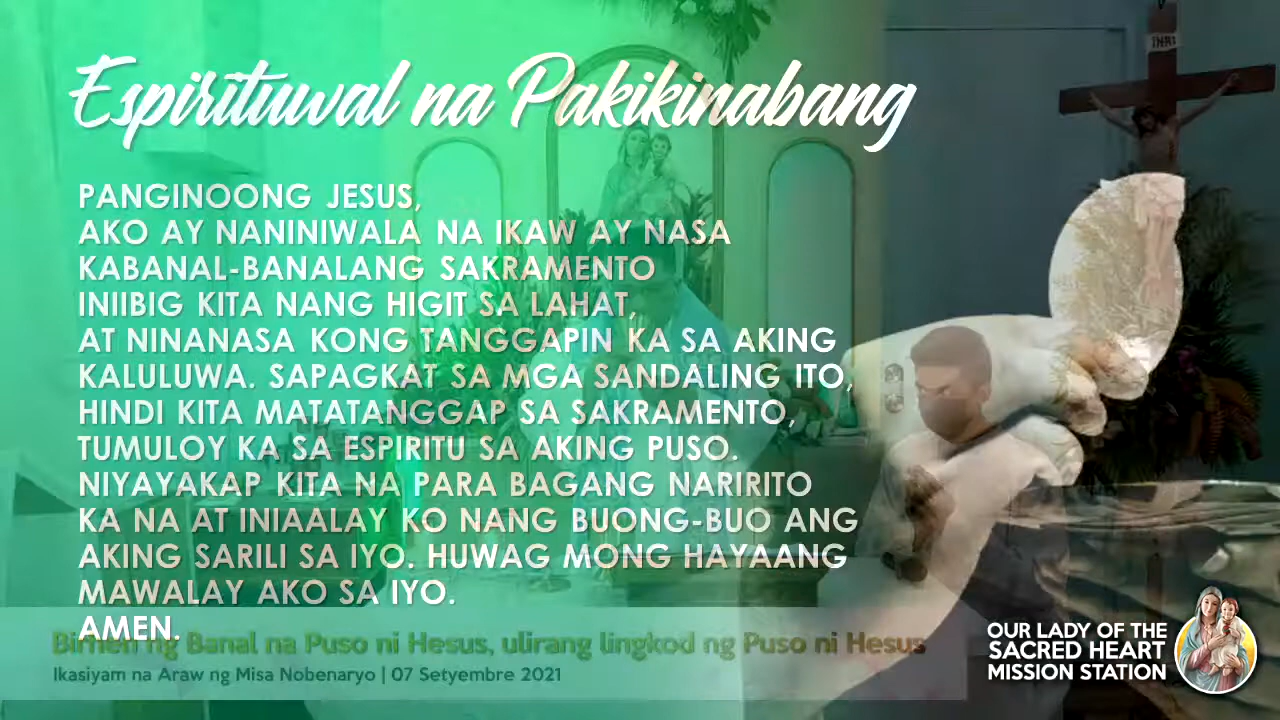 Espirituwal na Pakikinabang
INRI
PANGINOONG JESUS,
AKO AY NANINIWALA NA IKAW AY NASA
KABANAL-BANALANG SAKRAMENTO
INIIBIG KITA NANG HIGIT SA LAHAT,
AT NINANASA KONG TANGGAPIN KA SA AKING
KALULUWA. SAPAGKAT SA MGA SANDALING ITO,
HINDI KITA MATATANGGAP SA SAKRAMENTO,
TUMULOY KA SA ESPIRITU SA AKING PUSO.
NIYAYAKAP KITA NA PARA BAGANG NARIRITO
KA NA AT INIAALAY KO NANG BUONG-BUO ANG
AKING SARILI SA IYO. HUWAG MONG HAYAANG
MAWALAY AKO SA IYO.
AMEN.
Birhen ng Banal na Puso ni Hesus, ulirang lingkod ng Puso ni Hesus
Ikasiyam na Araw ng Misa Nobenaryo | 07 Setyembre 2021
OUR LADY OF THE
SACRED HEART
MISSION STATION